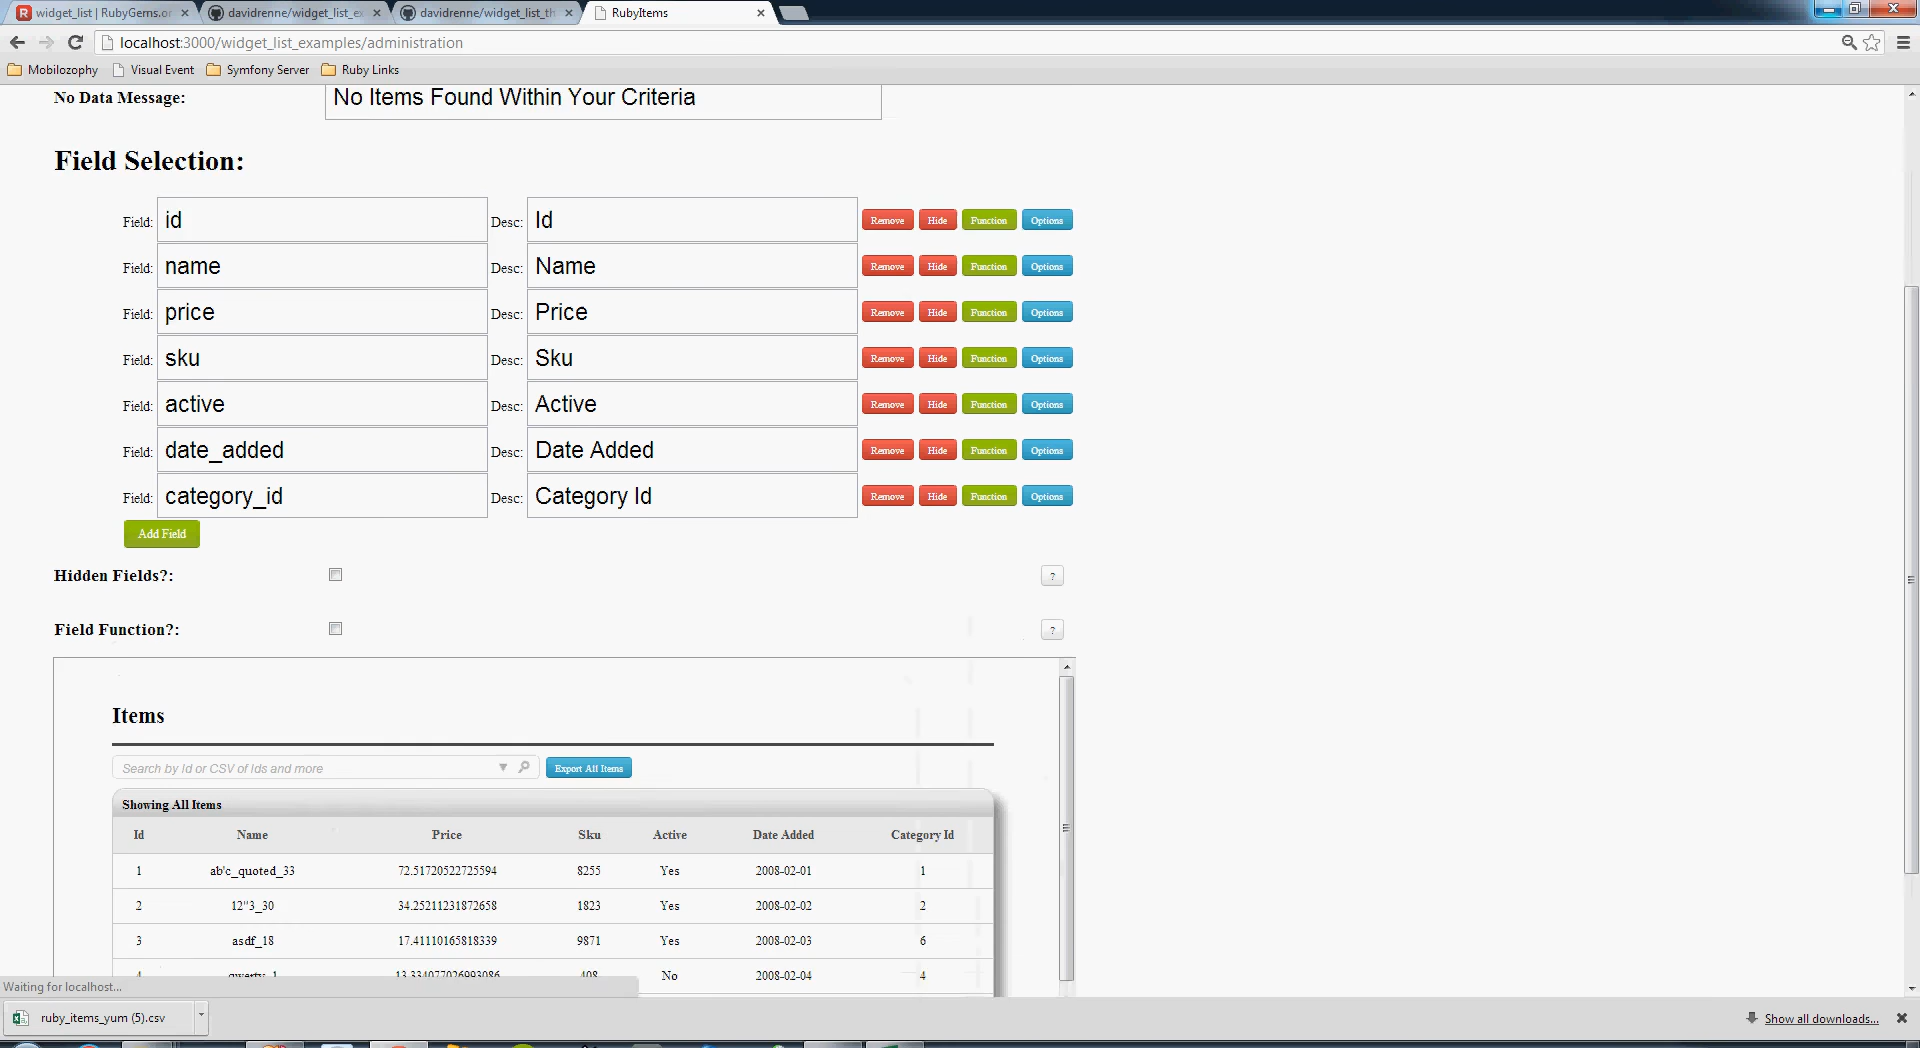 widget_list | RubyGems.or
davidrenne/widget_list_ex
davidrenne/widget_list_th
RubyItems
localhost:3000/widget_list_examples/administration
Mobilozophy
Visual Event
Symfony Server
Ruby Links
No Data Message:
No Items Found Within Your Criteria
Field Selection:
Field: id Desc: Id Remove Hide Function Options
Field: name Desc: Name Remove Hide Function Options
Field: price Desc: Price Remove Hide Function Options
Field: sku Desc: Sku Remove Hide Function Options
Field: active Desc: Active Remove Hide Function Options
Field: date_added Desc: Date Added Remove Hide Function Options
Field: category_id Desc: Category Id Remove Hide Function Options
Add Field
Hidden Fields?: ?
Field Function?: ?
Items
Search by Id or CSV of Ids and more
Export All Items
Showing All Items
Id Name Price Sku Active Date Added Category Id
1 ab'c_quoted_33 72.51720522725594 8255 Yes 2008-02-01 1
2 12"3_30 34.25211231872658 1823 Yes 2008-02-02 2
3 asdf_18 17.41110165818339 9871 Yes 2008-02-03 6
4 qwerty_1 13.334077026993086 408 No 2008-02-04 4
Waiting for localhost...
ruby_items_yum (5).csv
Show all downloads...